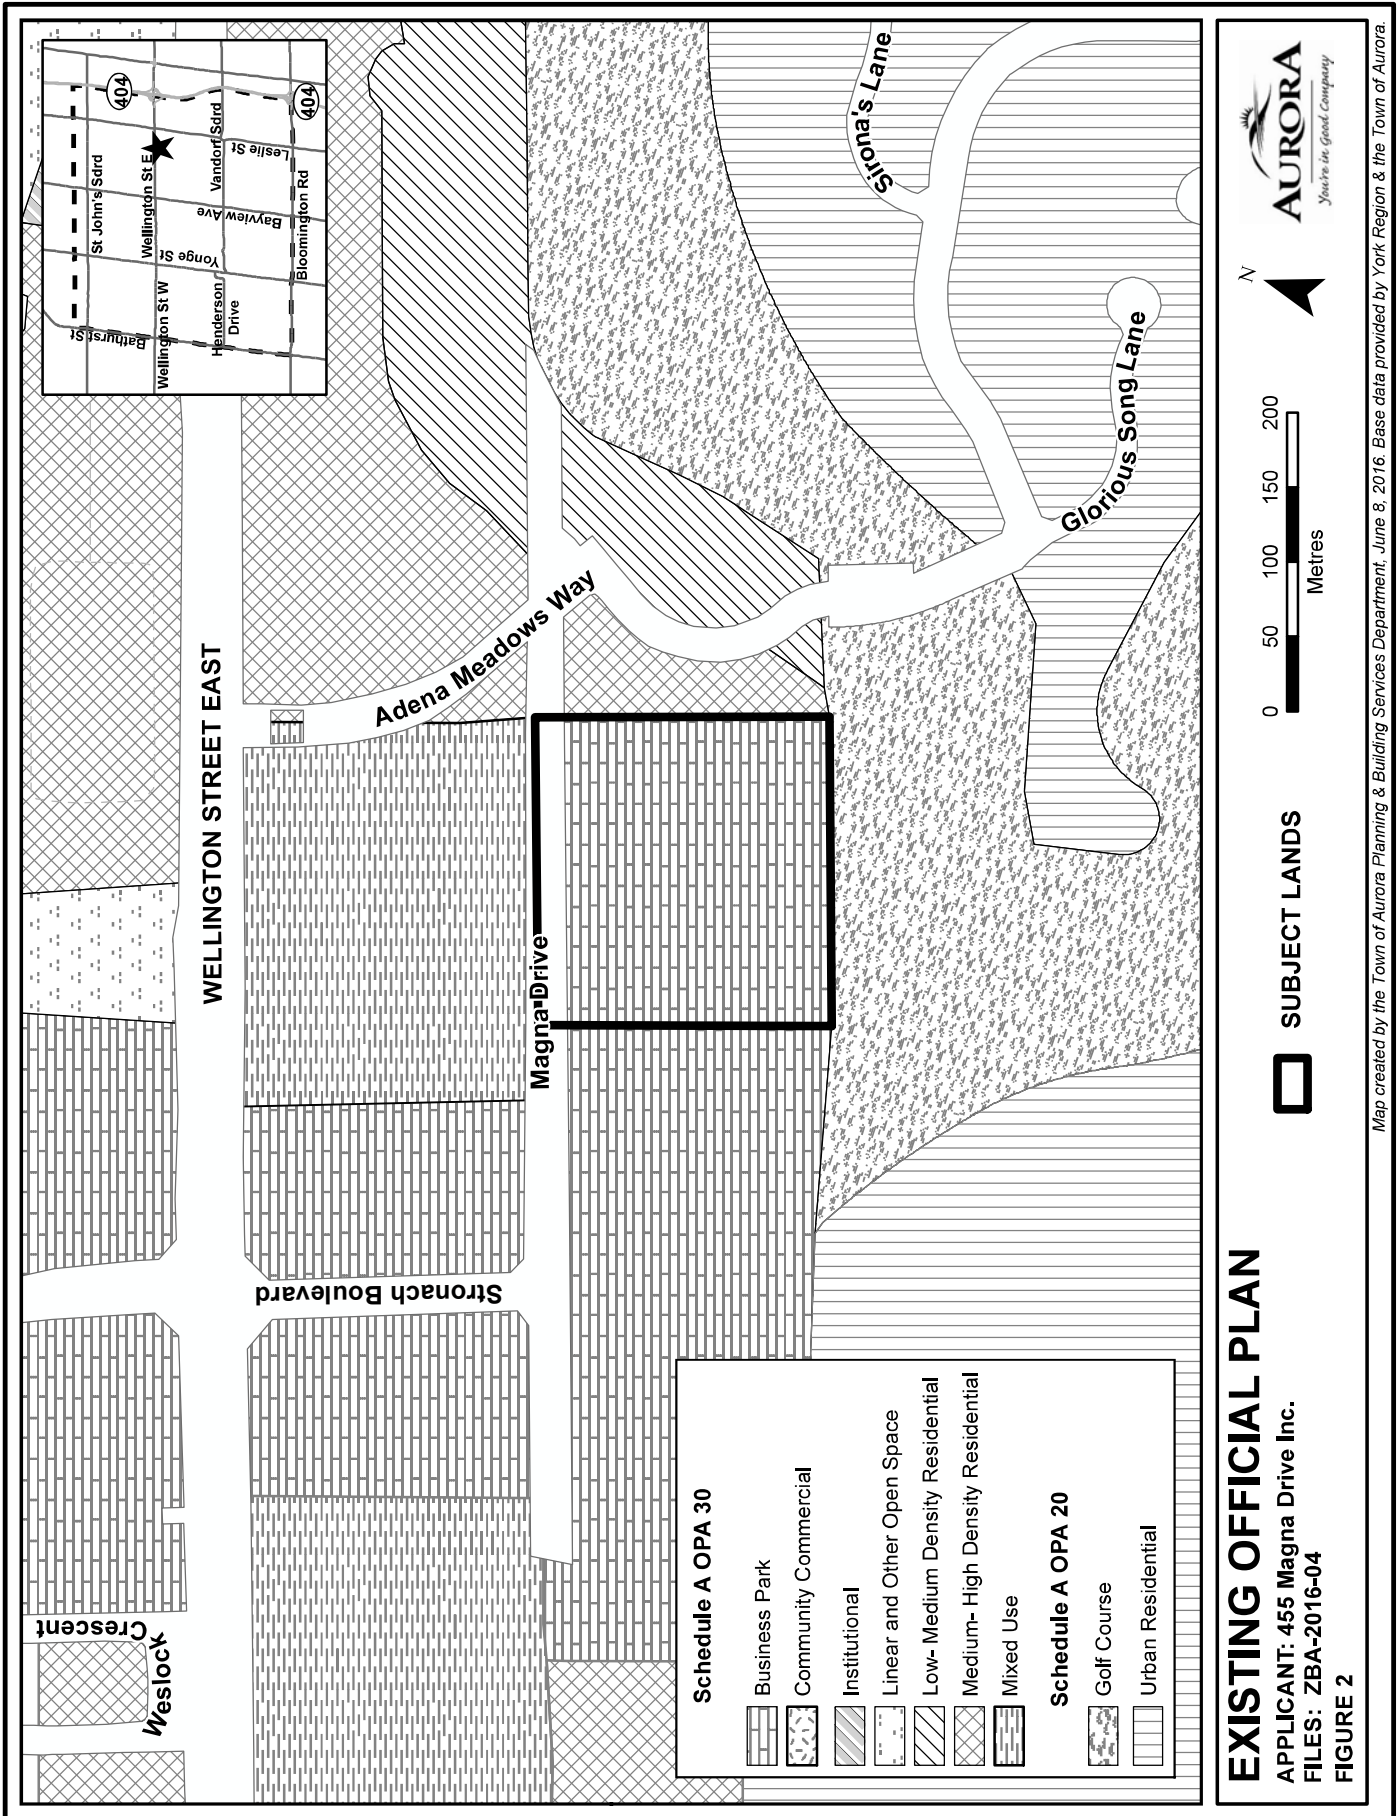 Weslock
Crescent
WELLINGTON STREET EAST
Stronach Boulevard
Magna Drive
Adena Meadows Way
Glorious Song Lane
Sirona's Lane
St John's Sdrd
Wellington St E
Wellington St W
Vandorf Sdrd
Henderson
Drive
Bloomington Rd
Bathurst St
Yonge St
Bayview Ave
Leslie St
404
404
Schedule A OPA 30
Business Park
Community Commercial
Institutional
Linear and Other Open Space
Low- Medium Density Residential
Medium- High Density Residential
Mixed Use
Schedule A OPA 20
Golf Course
Urban Residential
EXISTING OFFICIAL PLAN
APPLICANT: 455 Magna Drive Inc.
FILES: ZBA-2016-04
FIGURE 2
SUBJECT LANDS
0 50 100 150 200
Metres
N
AURORA
You're in Good Company
Map created by the Town of Aurora Planning & Building Services Department, June 8, 2016. Base data provided by York Region & the Town of Aurora.